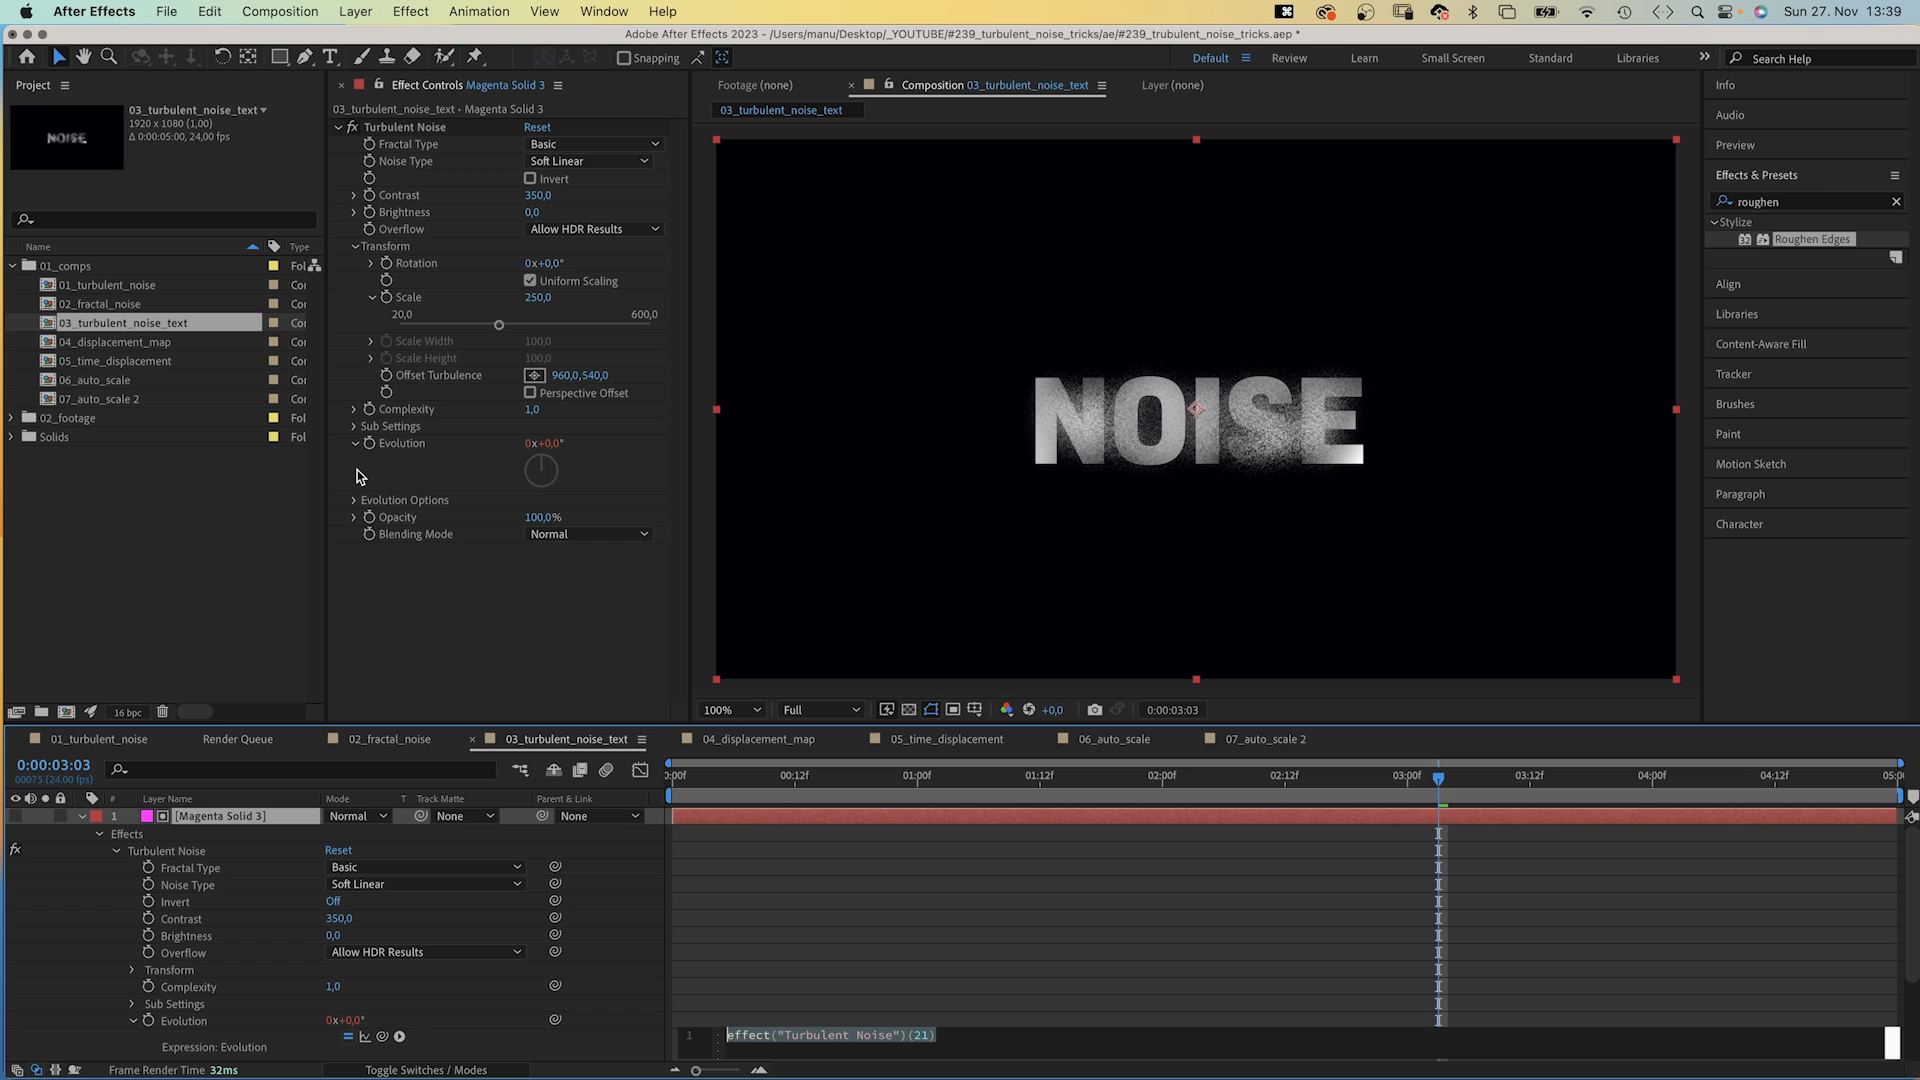 After Effects File Edit Composition Layer Effect Animation View Window Help Sun 27. Nov 13:39
Adobe After Effects 2023 - /Users/manu/Desktop/_YOUTUBE/#239_turbulent_noise_tricks/ae/#239_trubulent_noise_tricks.aep *
Snapping Default Review Learn Small Screen Standard Libraries Search Help
Project
03_turbulent_noise_text
1920 x 1080 (1,00)
Δ 0:00:05:00, 24,00 fps
NOISE
Name Type
01_comps Fol
01_turbulent_noise Cor
02_fractal_noise Cor
03_turbulent_noise_text Cor
04_displacement_map Cor
05_time_displacement Cor
06_auto_scale Cor
07_auto_scale 2 Cor
02_footage Fol
Solids Fol
16 bpc
Effect Controls Magenta Solid 3
03_turbulent_noise_text • Magenta Solid 3
fx Turbulent Noise Reset
Fractal Type Basic
Noise Type Soft Linear
Invert
Contrast 350,0
Brightness 0,0
Overflow Allow HDR Results
Transform
Rotation 0x+0,0°
Uniform Scaling
Scale 250,0
20,0 600,0
Scale Width 100,0
Scale Height 100,0
Offset Turbulence 960,0,540,0
Perspective Offset
Complexity 1,0
Sub Settings
Evolution 0x+0,0°
Evolution Options
Opacity 100,0%
Blending Mode Normal
Footage (none) Composition 03_turbulent_noise_text Layer (none)
03_turbulent_noise_text
NOISE
100% Full +0,0 0:00:03:03
Info
Audio
Preview
Effects & Presets
roughen
Stylize
32 Roughen Edges
Align
Libraries
Content-Aware Fill
Tracker
Brushes
Paint
Motion Sketch
Paragraph
Character
01_turbulent_noise Render Queue 02_fractal_noise 03_turbulent_noise_text 04_displacement_map 05_time_displacement 06_auto_scale 07_auto_scale 2
0:00:03:03
00075 (24.00 fps)
:00f 00:12f 01:00f 01:12f 02:00f 02:12f 03:00f 03:12f 04:00f 04:12f 05:0
# Layer Name Mode T Track Matte Parent & Link
1 [Magenta Solid 3] Normal None None
Effects
fx Turbulent Noise Reset
Fractal Type Basic
Noise Type Soft Linear
Invert Off
Contrast 350,0
Brightness 0,0
Overflow Allow HDR Results
Transform
Complexity 1,0
Sub Settings
Evolution 0x+0,0°
Expression: Evolution
1 effect("Turbulent Noise")(21)
Frame Render Time 32ms Toggle Switches / Modes